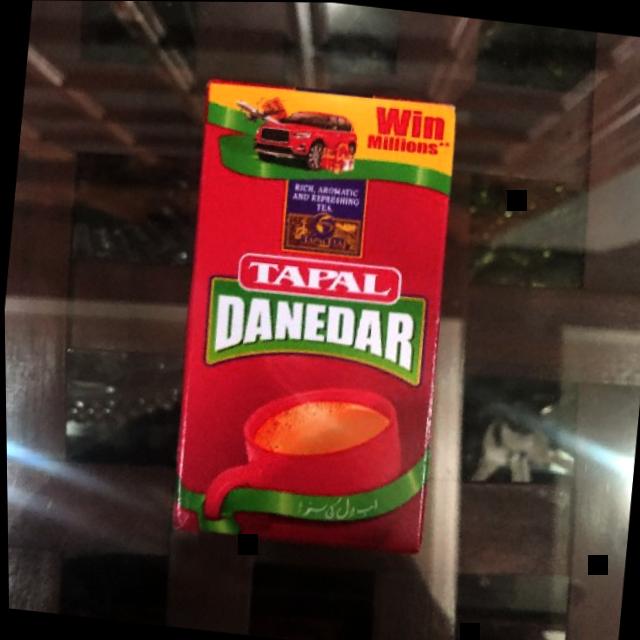 Win
Millions**
RICH, AROMATIC
AND REFRESHING
TEA
TAPAL
DANEDAR